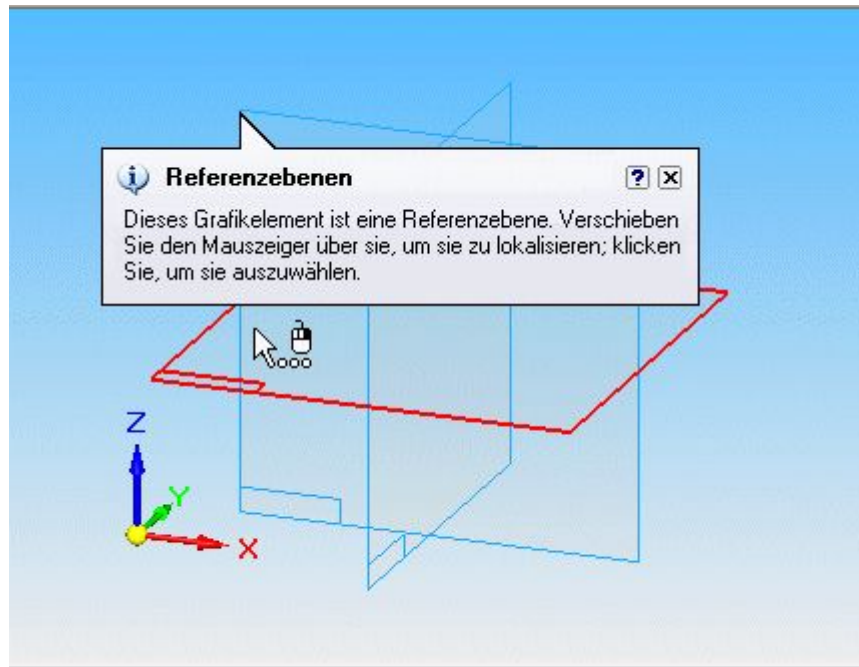 Referenzebenen
Dieses Grafikelement ist eine Referenzebene. Verschieben
Sie den Mauszeiger über sie, um sie zu lokalisieren; klicken
Sie, um sie auszuwählen.
Z
Y
X